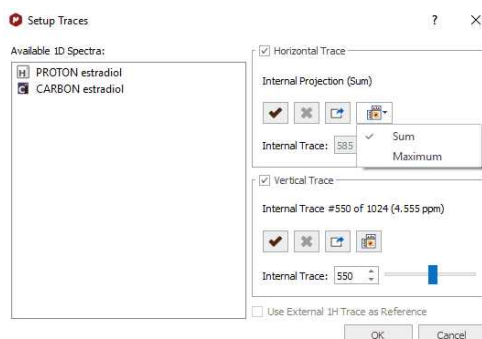 Setup Traces
? ×
Available 1D Spectra:
H PROTON estradiol
C CARBON estradiol
Horizontal Trace
Internal Projection (Sum)
Internal Trace: 585
Sum
Maximum
Vertical Trace
Internal Trace #550 of 1024 (4.555 ppm)
Internal Trace: 550
Use External 1H Trace as Reference
OK Cancel